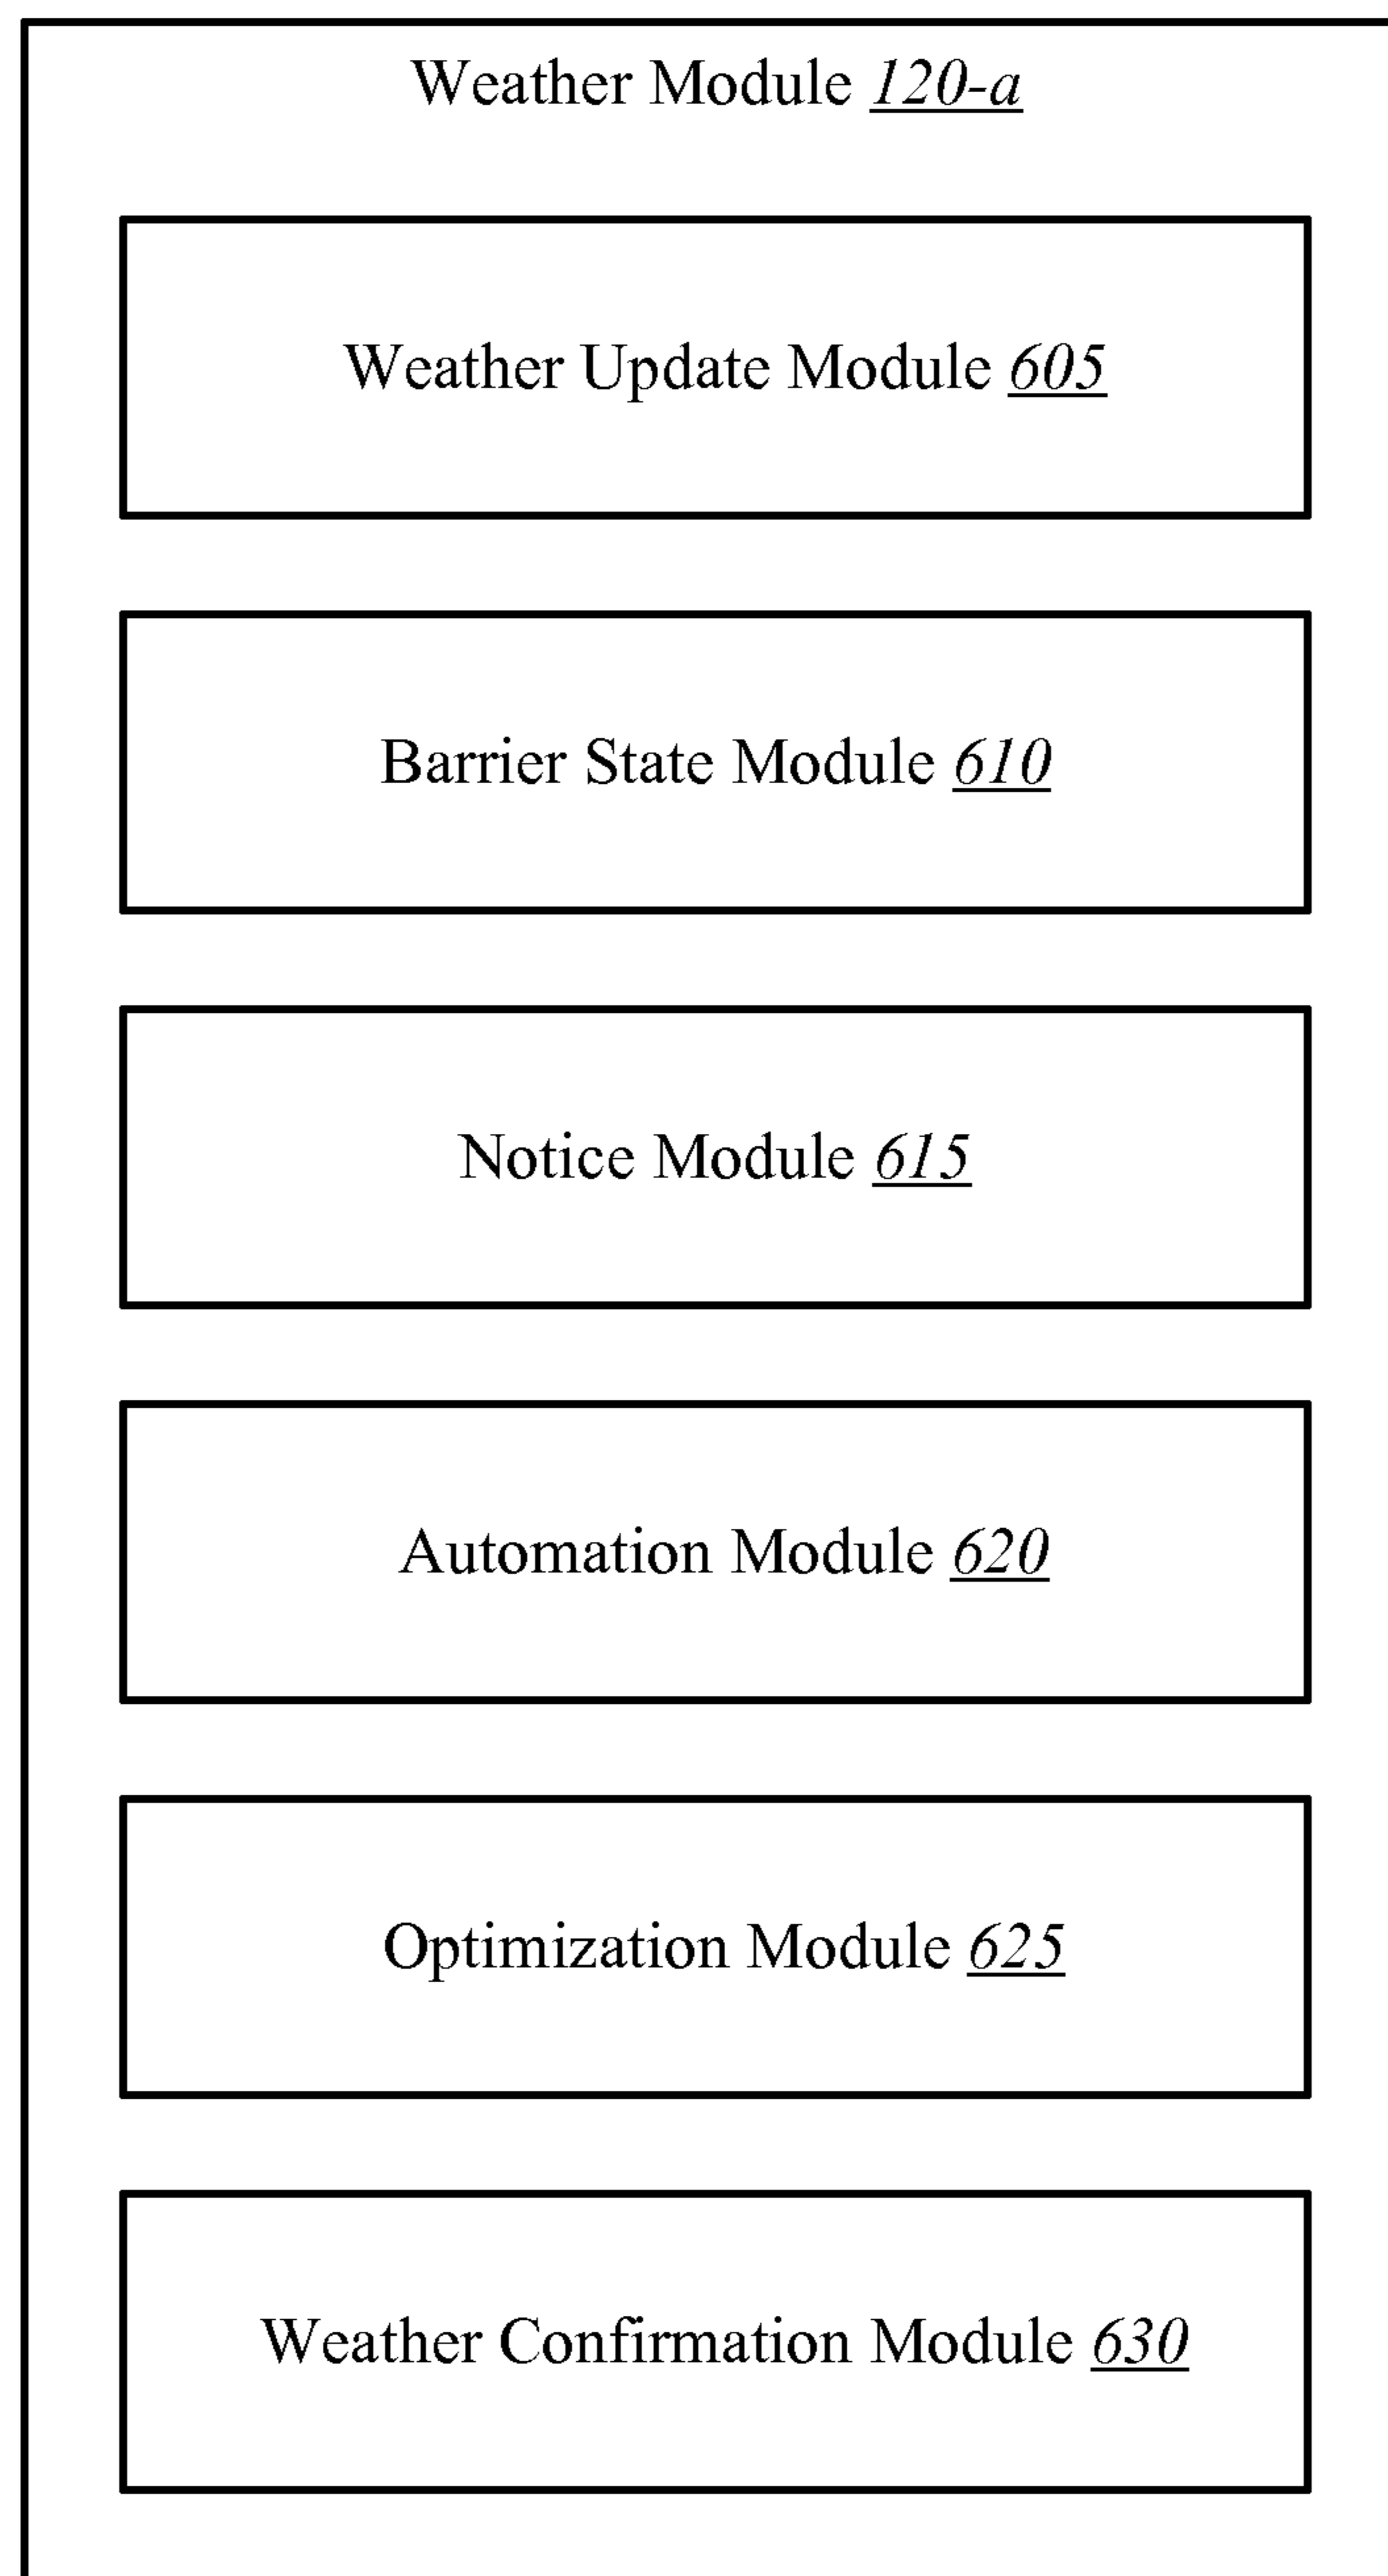 Weather Module 120-a
Weather Update Module 605
Barrier State Module 610
Notice Module 615
Automation Module 620
Optimization Module 625
Weather Confirmation Module 630